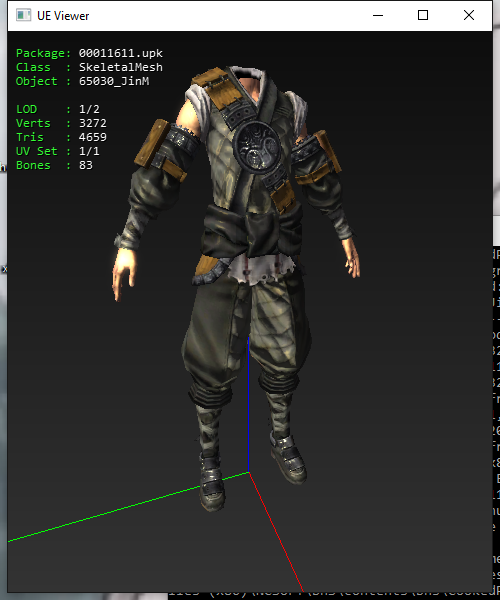 UE Viewer
Package: 00011611.upk
Class : SkeletalMesh
Object : 65030_JinM
LOD : 1/2
Verts : 3272
Tris : 4659
UV Set : 1/1
Bones : 83